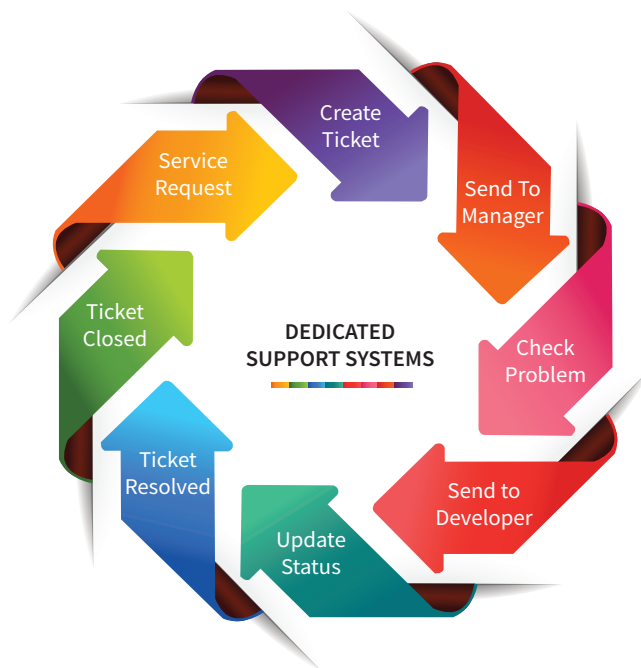 Create
Ticket
Service
Request
Send To
Manager
Ticket
Closed
DEDICATED
SUPPORT SYSTEMS
Check
Problem
Ticket
Resolved
Send to
Developer
Update
Status